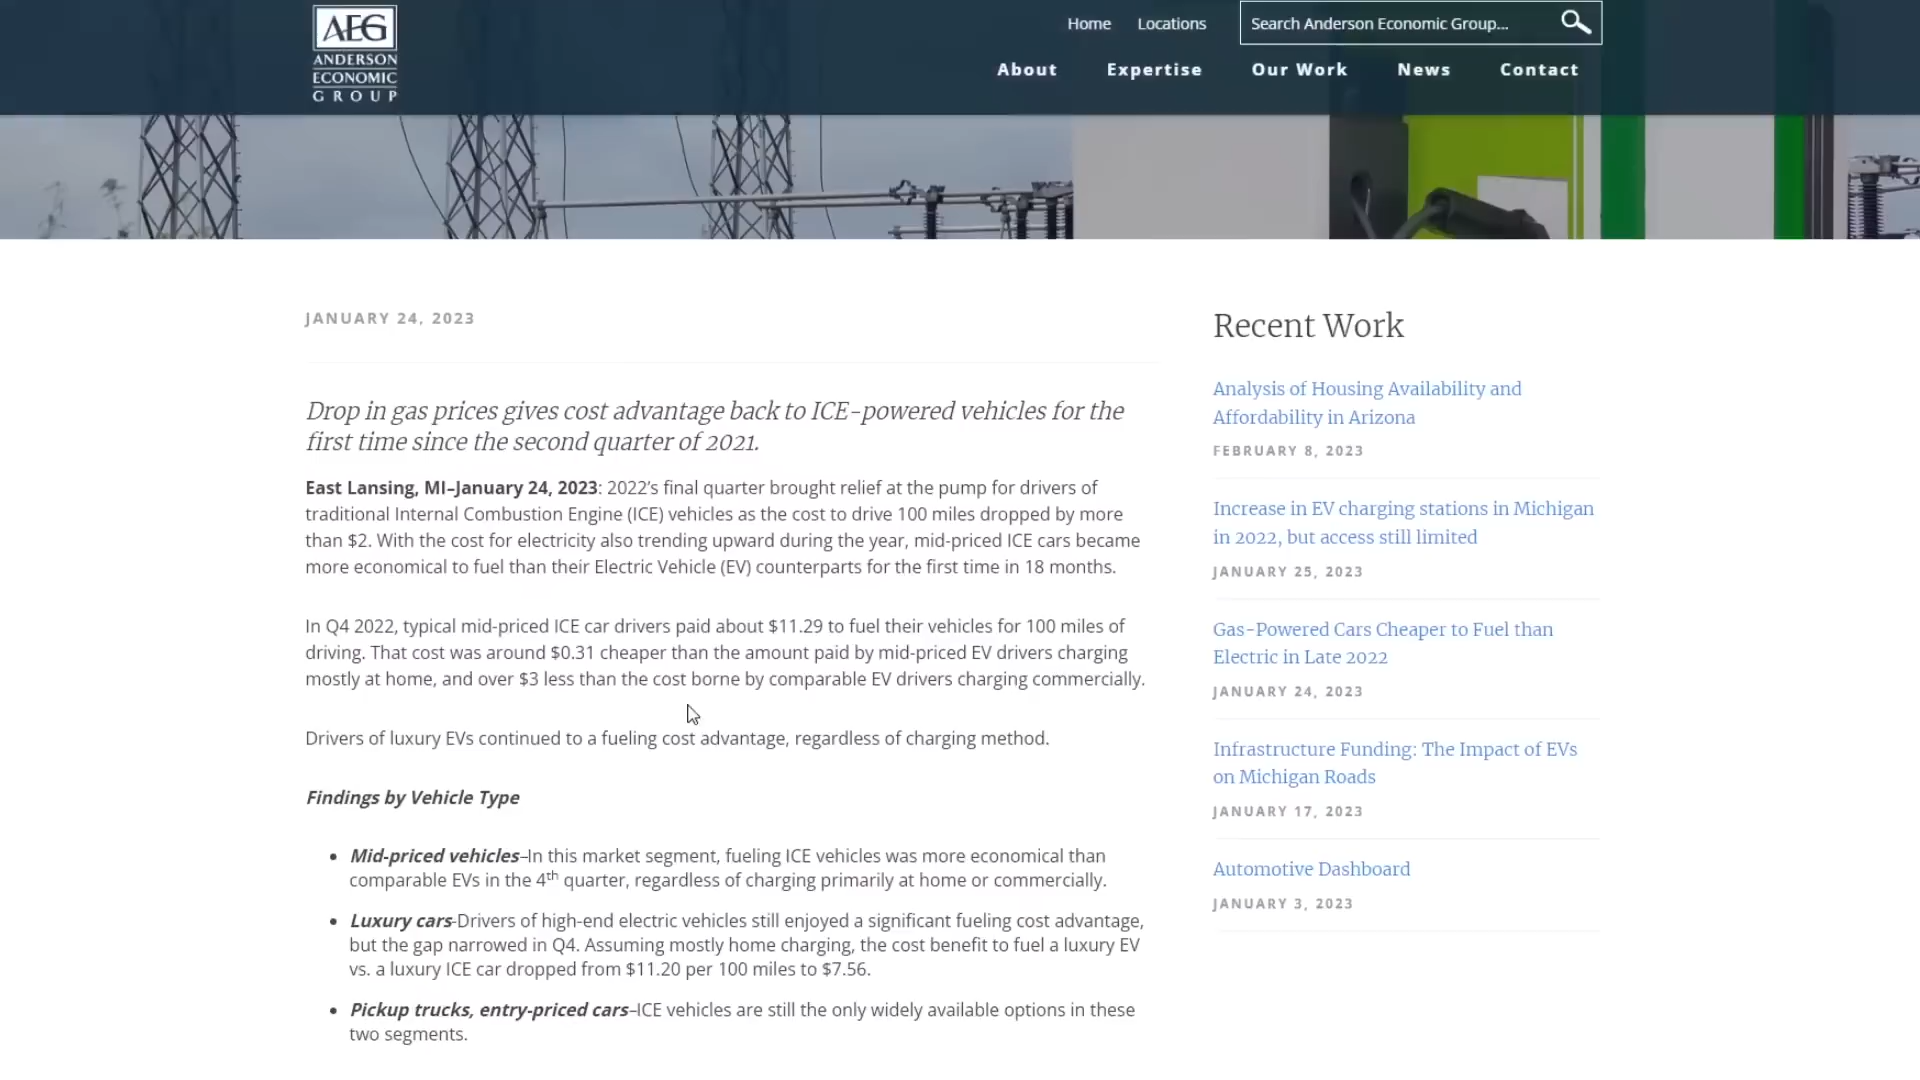 AEG
ANDERSON
ECONOMIC
GROUP
Home
Locations
Search Anderson Economic Group...
About
Expertise
Our Work
News
Contact
JANUARY 24, 2023
Drop in gas prices gives cost advantage back to ICE-powered vehicles for the
first time since the second quarter of 2021.
East Lansing, MI–January 24, 2023: 2022’s final quarter brought relief at the pump for drivers of
traditional Internal Combustion Engine (ICE) vehicles as the cost to drive 100 miles dropped by more
than $2. With the cost for electricity also trending upward during the year, mid-priced ICE cars became
more economical to fuel than their Electric Vehicle (EV) counterparts for the first time in 18 months.
In Q4 2022, typical mid-priced ICE car drivers paid about $11.29 to fuel their vehicles for 100 miles of
driving. That cost was around $0.31 cheaper than the amount paid by mid-priced EV drivers charging
mostly at home, and over $3 less than the cost borne by comparable EV drivers charging commercially.
Drivers of luxury EVs continued to a fueling cost advantage, regardless of charging method.
Findings by Vehicle Type
• Mid-priced vehicles–In this market segment, fueling ICE vehicles was more economical than
comparable EVs in the 4th quarter, regardless of charging primarily at home or commercially.
• Luxury cars-Drivers of high-end electric vehicles still enjoyed a significant fueling cost advantage,
but the gap narrowed in Q4. Assuming mostly home charging, the cost benefit to fuel a luxury EV
vs. a luxury ICE car dropped from $11.20 per 100 miles to $7.56.
• Pickup trucks, entry-priced cars–ICE vehicles are still the only widely available options in these
two segments.
Recent Work
Analysis of Housing Availability and
Affordability in Arizona
FEBRUARY 8, 2023
Increase in EV charging stations in Michigan
in 2022, but access still limited
JANUARY 25, 2023
Gas-Powered Cars Cheaper to Fuel than
Electric in Late 2022
JANUARY 24, 2023
Infrastructure Funding: The Impact of EVs
on Michigan Roads
JANUARY 17, 2023
Automotive Dashboard
JANUARY 3, 2023